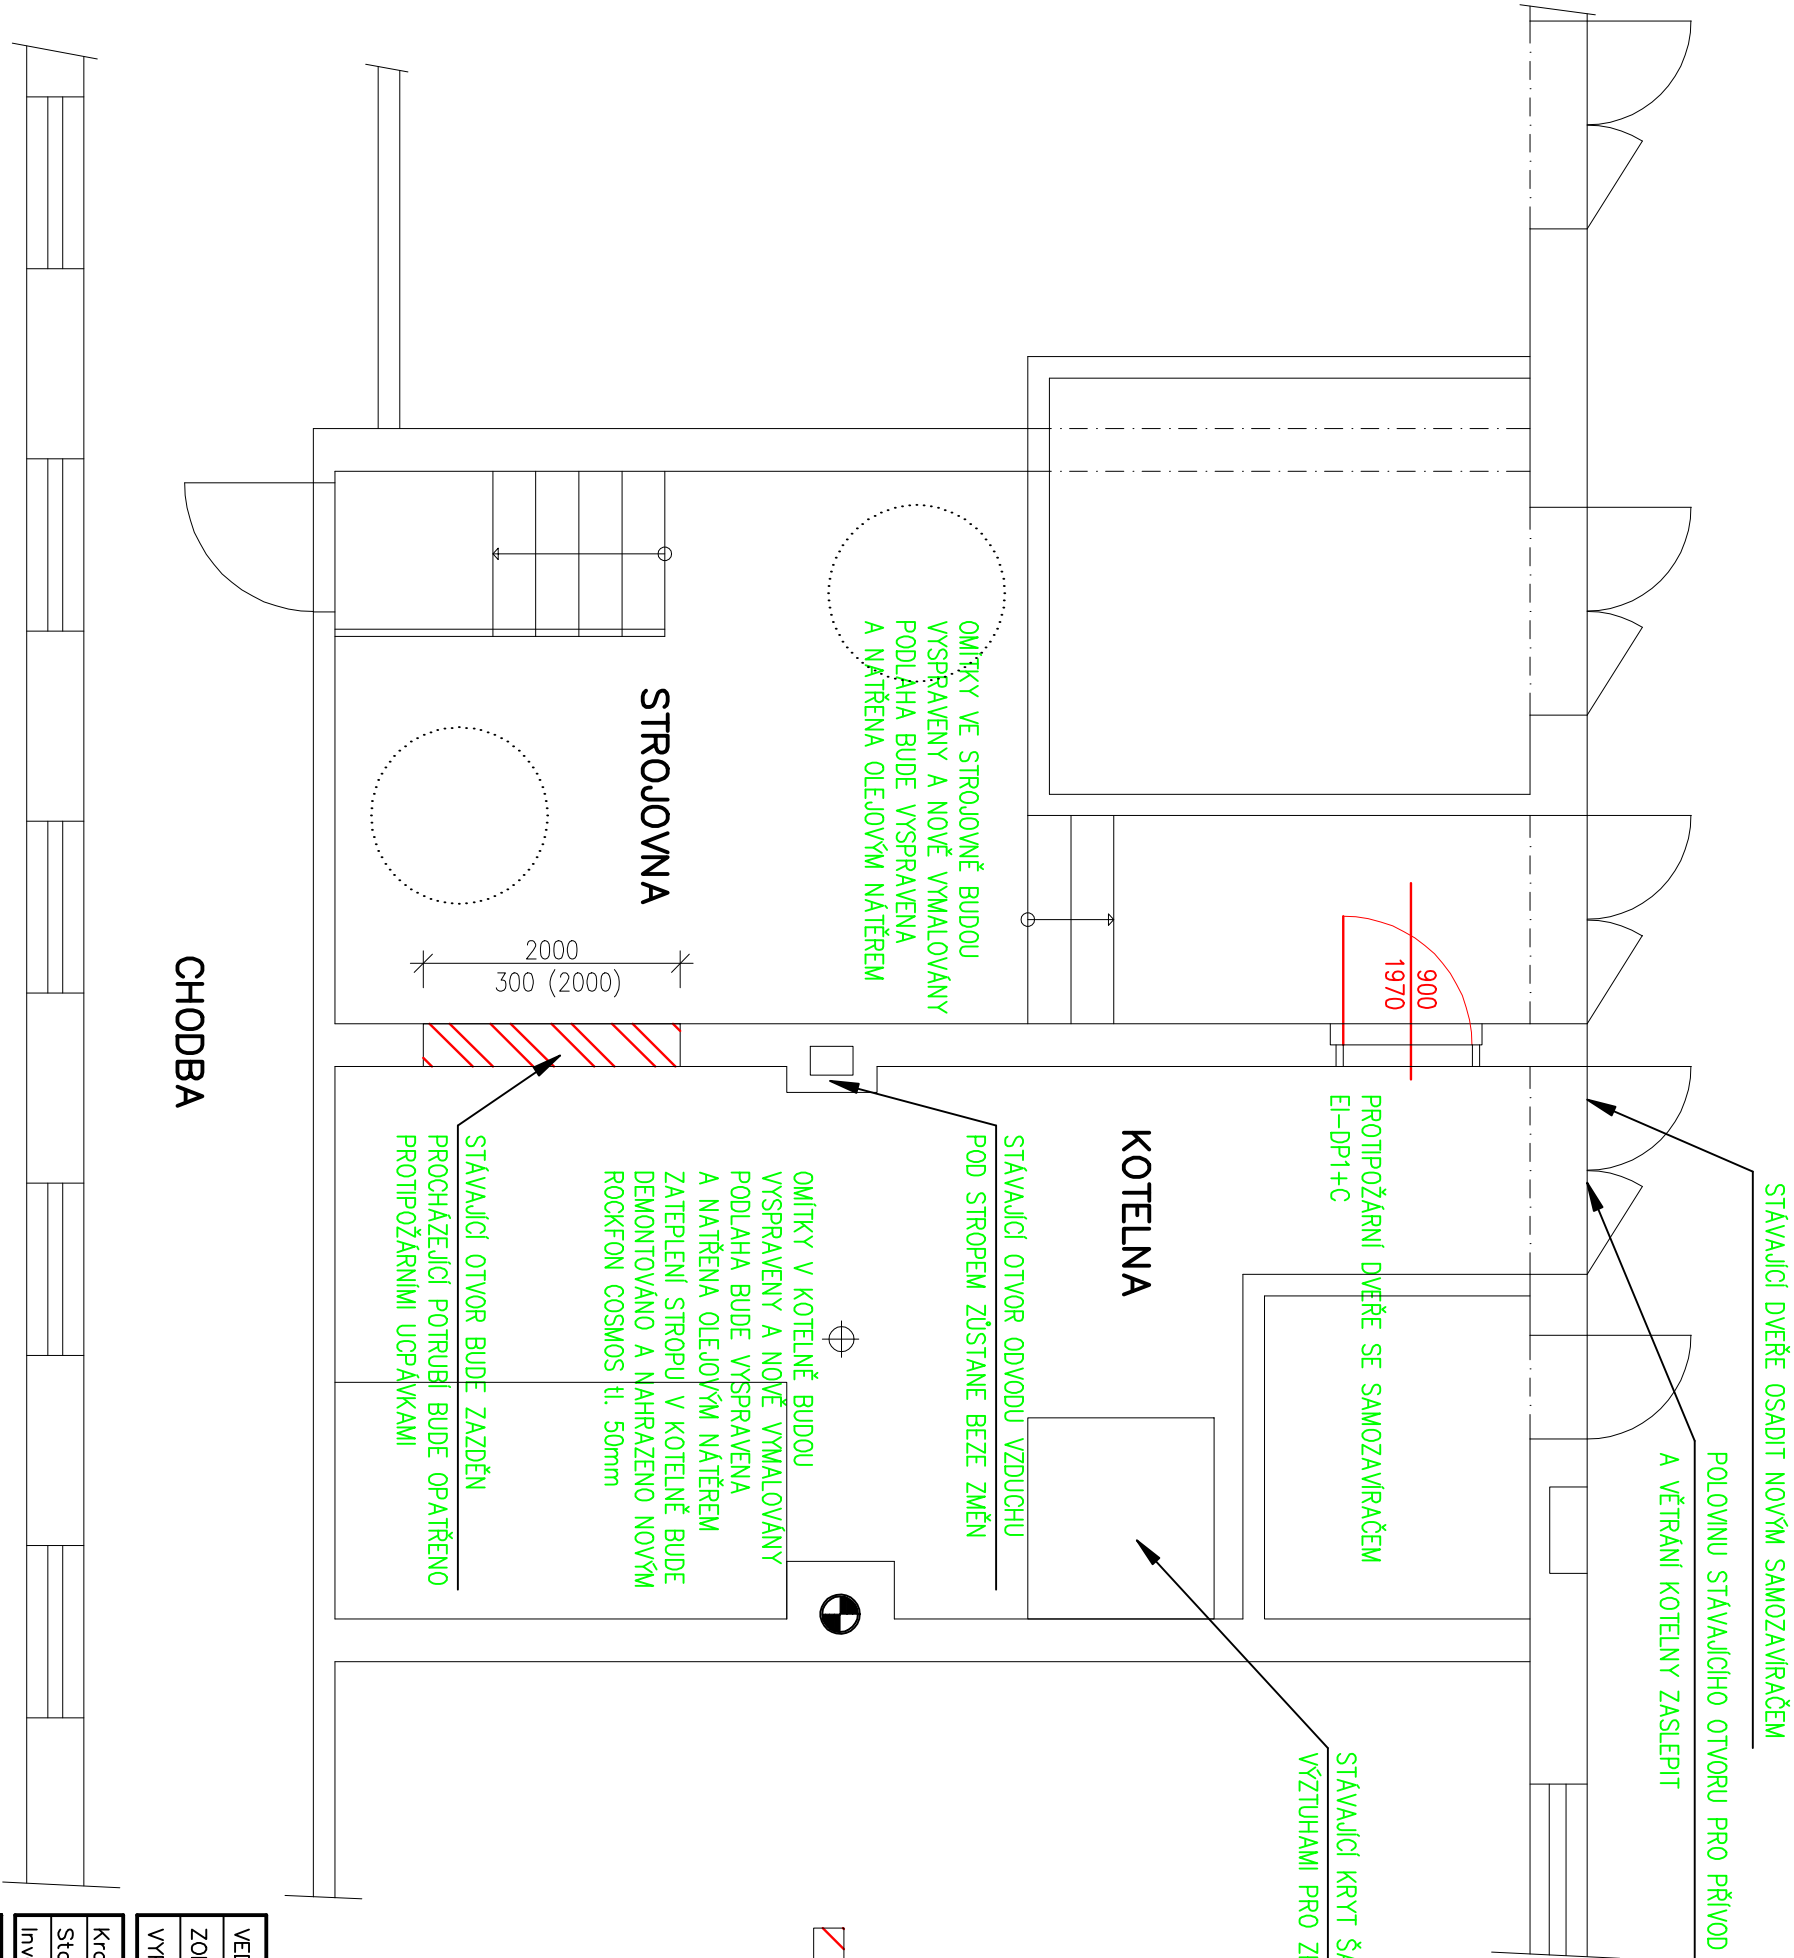 STÁVAJÍCÍ DVEŘE OSADIT NOVÝM SAMOZAVÍRAČEM
POLOVINU STÁVAJÍCÍHO OTVORU PRO PŘÍVOD
A VĚTRÁNÍ KOTELNY ZASLEPIT
900
1970
PROTIPOŽÁRNÍ DVEŘE SE SAMOZAVÍRAČEM
EI-DP1+C
STÁVAJÍCÍ KRYT
VÝZTUHAMI PRO
KOTELNA
STÁVAJÍCÍ OTVOR ODVODU VZDUCHU
POD STROPEM ZŮSTANE BEZE ZMĚN
OMÍTKY VE STROJOVNĚ BUDOU
VYSPRAVENY A NOVĚ VYMALOVÁNY
PODLAHA BUDE VYSPRAVENA
A NATŘENA OLEJOVÝM NÁTĚREM
OMÍTKY V KOTELNĚ BUDOU
VYSPRAVENY A NOVĚ VYMALOVÁNY
PODLAHA BUDE VYSPRAVENA
A NATŘENA OLEJOVÝM NÁTĚREM
ZATEPLENÍ STROPU V KOTELNĚ BUDE
DEMONTOVÁNO A NAHRAZENO NOVÝM
ROCKFON COSMOS tl. 50mm
STROJOVNA
2000
300 (2000)
STÁVAJÍCÍ OTVOR BUDE ZAZDĚN
PROCHÁZEJÍCÍ POTRUBÍ BUDE OPATŘENO
PROTIPOŽÁRNÍMI UCPÁVKAMI
CHODBA